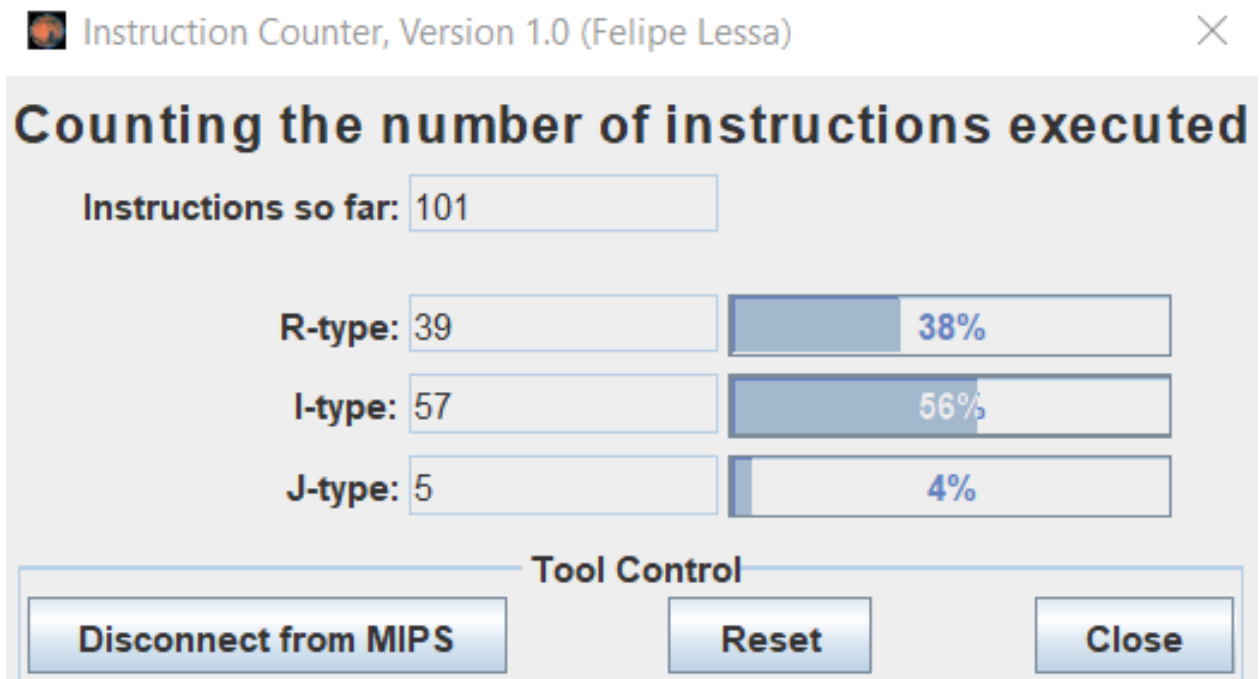 Instruction Counter, Version 1.0 (Felipe Lessa)
Counting the number of instructions executed
Instructions so far: 101
R-type: 39 38%
I-type: 57 56%
J-type: 5 4%
Tool Control
Disconnect from MIPS Reset Close